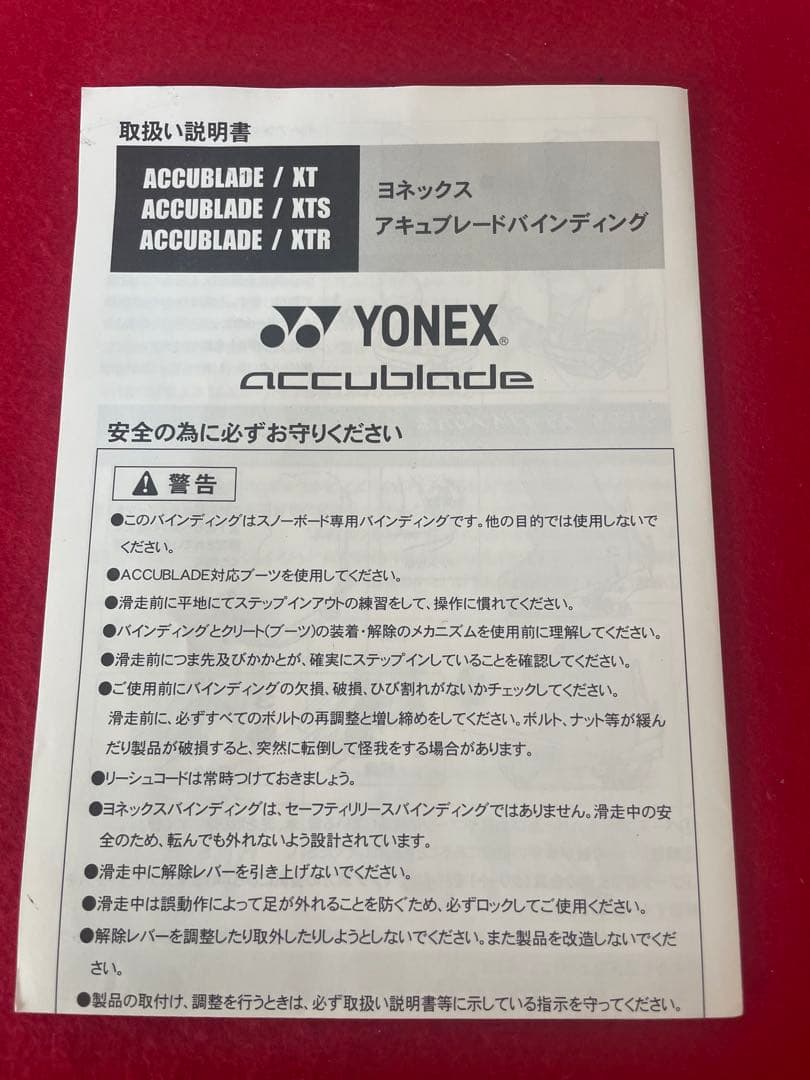 取扱い説明書
ACCUBLADE / XT
ACCUBLADE / XTS
ACCUBLADE / XTR
ヨネックス
アキュブレードバインディング
YONEX®
accublade
安全の為に必ずお守りください
警告
●このバインディングはスノーボード専用バインディングです。他の目的では使用しないで
ください。
●ACCUBLADE対応ブーツを使用してください。
●滑走前に平地にてステップインアウトの練習をして、操作に慣れてください。
●バインディングとクリート(ブーツ)の装着・解除のメカニズムを使用前に理解してください。
●滑走前につま先及びかかとが、確実にステップインしていることを確認してください。
●ご使用前にバインディングの欠損、破損、ひび割れがないかチェックしてください。
滑走前に、必ずすべてのボルトの再調整と増し締めをしてください。ボルト、ナット等が緩ん
だり製品が破損すると、突然に転倒して怪我をする場合があります。
●リーシュコードは常時つけておきましょう。
●ヨネックスバインディングは、セーフティリリースバインディングではありません。滑走中の安
全のため、転んでも外れないよう設計されています。
●滑走中に解除レバーを引き上げないでください。
●滑走中は誤動作によって足が外れることを防ぐため、必ずロックしてご使用ください。
●解除レバーを調整したり取外したりしようとしないでください。また製品を改造しないでくだ
さい。
●製品の取付け、調整を行うときは、必ず取扱い説明書等に示している指示を守ってください。